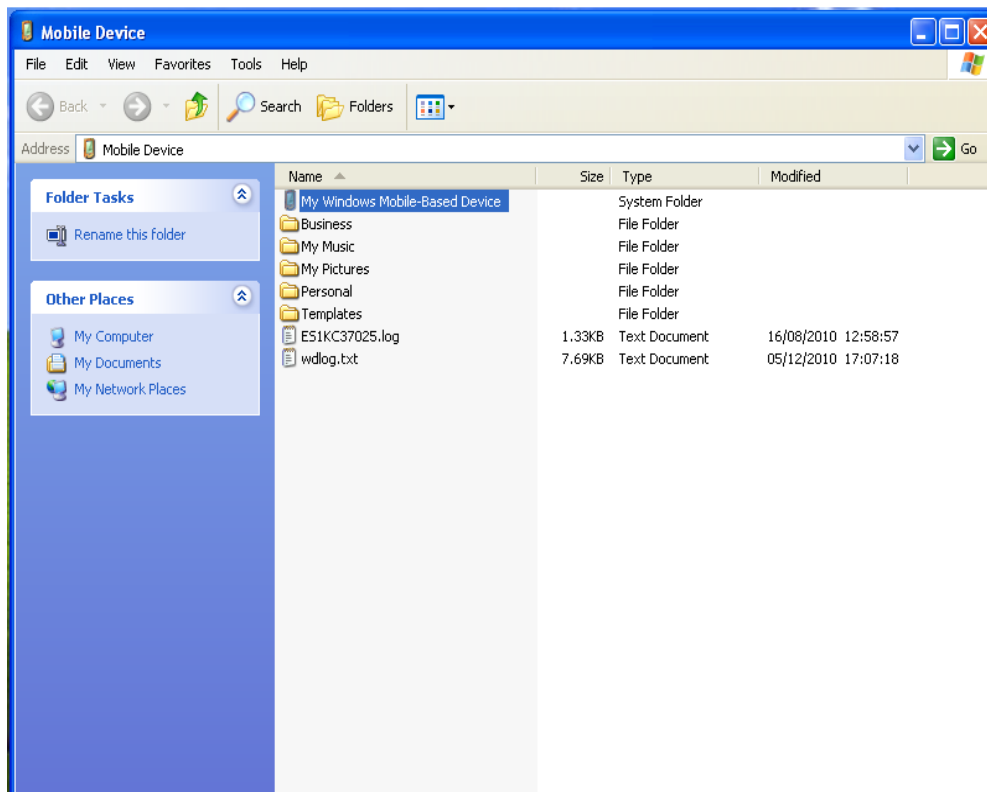 Mobile Device
File Edit View Favorites Tools Help
Back Search Folders
Address Mobile Device Go
Folder Tasks
Rename this folder
Other Places
My Computer
My Documents
My Network Places
Name Size Type Modified
My Windows Mobile-Based Device System Folder
Business File Folder
My Music File Folder
My Pictures File Folder
Personal File Folder
Templates File Folder
ES1KC37025.log 1.33KB Text Document 16/08/2010 12:58:57
wdlog.txt 7.69KB Text Document 05/12/2010 17:07:18